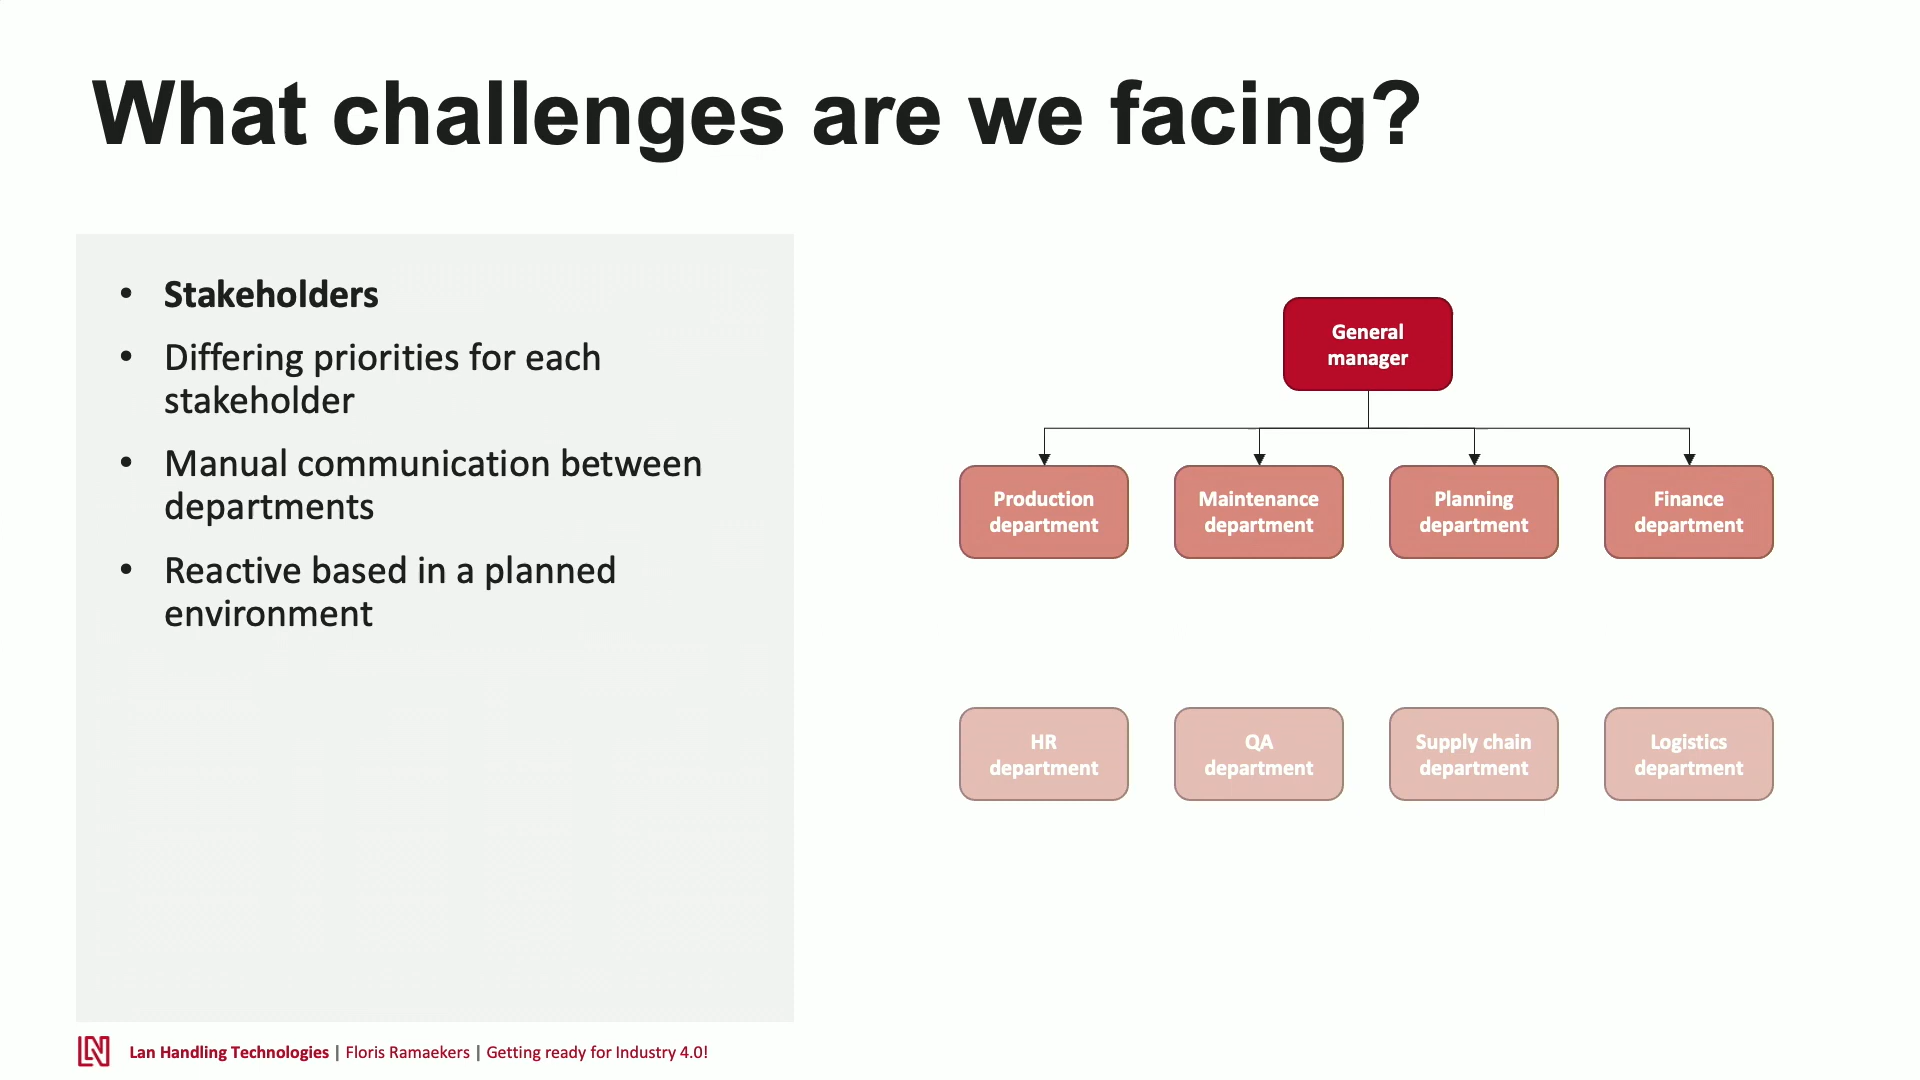 What challenges are we facing?
• Stakeholders
• Differing priorities for each
stakeholder
• Manual communication between
departments
• Reactive based in a planned
environment
General
manager
Production
department
Maintenance
department
Planning
department
Finance
department
HR
department
QA
department
Supply chain
department
Logistics
department
LN Lan Handling Technologies | Floris Ramaekers | Getting ready for Industry 4.0!